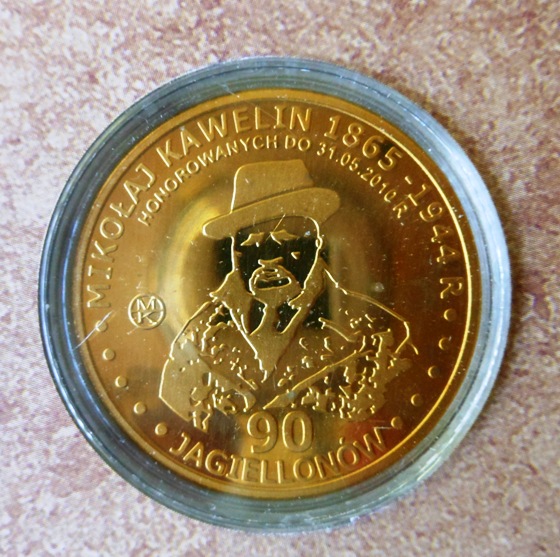 MIKOŁAJ KAWELIN 1865-1944 R
HONOROWANYCH DO 31.05.2010 R
90
JAGIELLONÓW